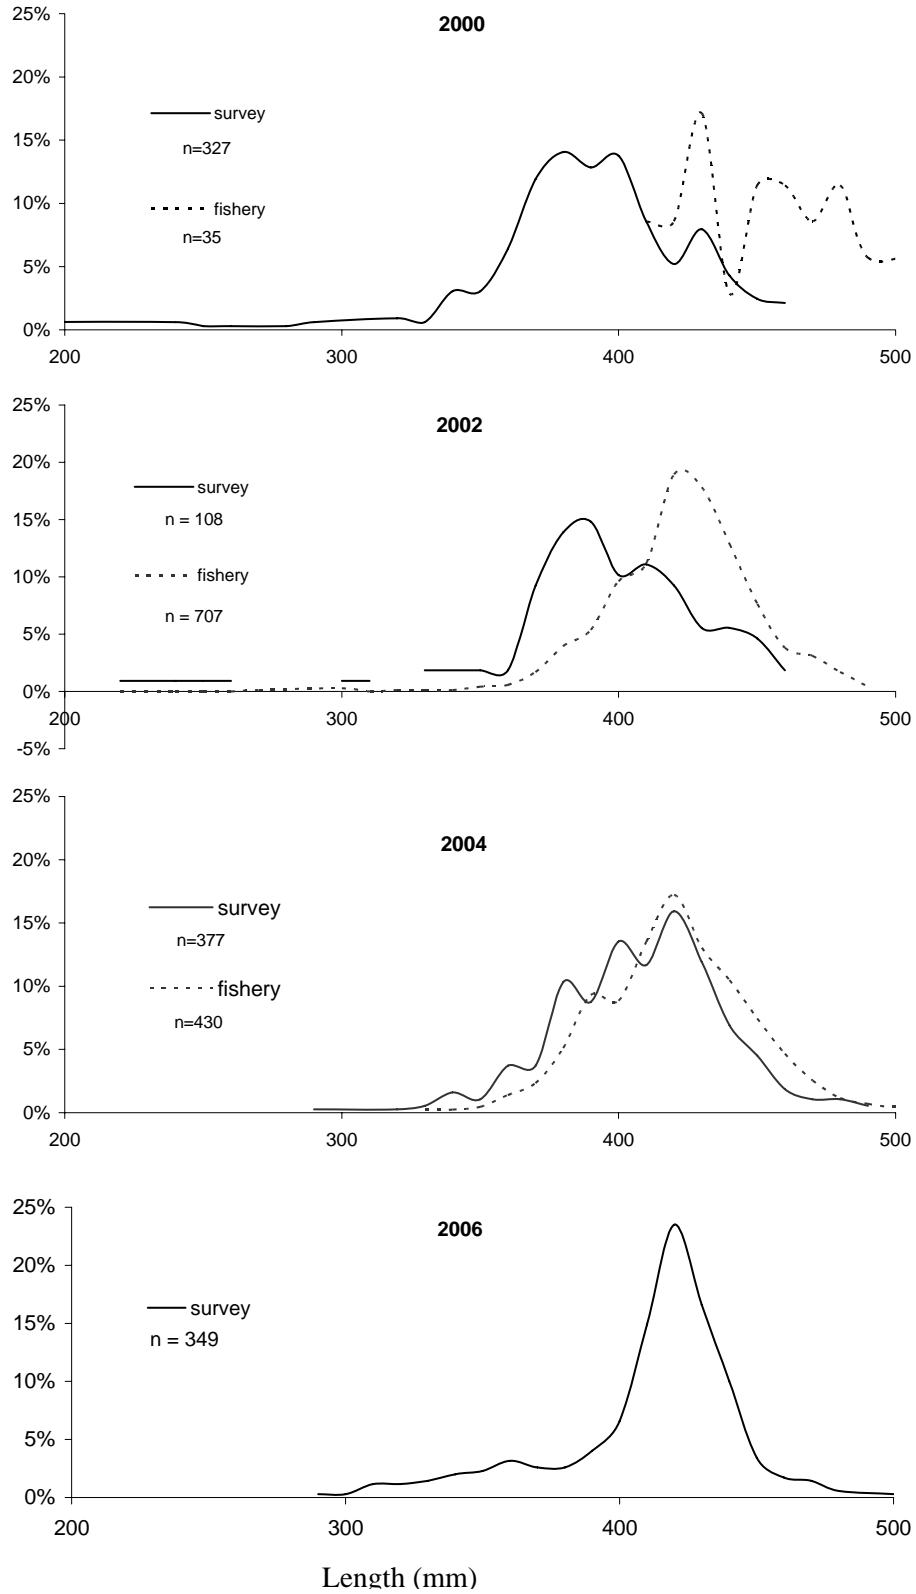 25%
2000
20%
survey
15%
n=327
10%
fishery
n=35
5%
0%
200 300 400 500
25%
2002
20%
survey
15%
n = 108
10%
fishery
n = 707
5%
0%
200 300 400 500
-5%
25%
2004
20%
survey
15%
n=377
10%
fishery
n=430
5%
0%
200 300 400 500
25%
2006
20%
survey
15%
n = 349
10%
5%
0%
200 300 400 500
Length (mm)